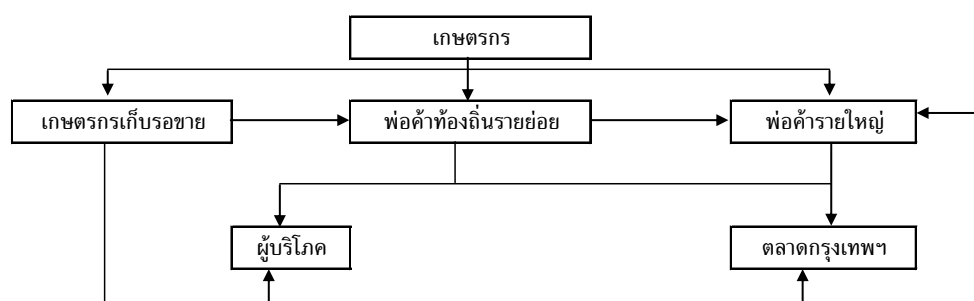 เกษตรกร
เกษตรกรเก็บรอขาย
พ่อค้าท้องถิ่นรายย่อย
พ่อค้ารายใหญ่
ผู้บริโภค
ตลาดกรุงเทพฯ